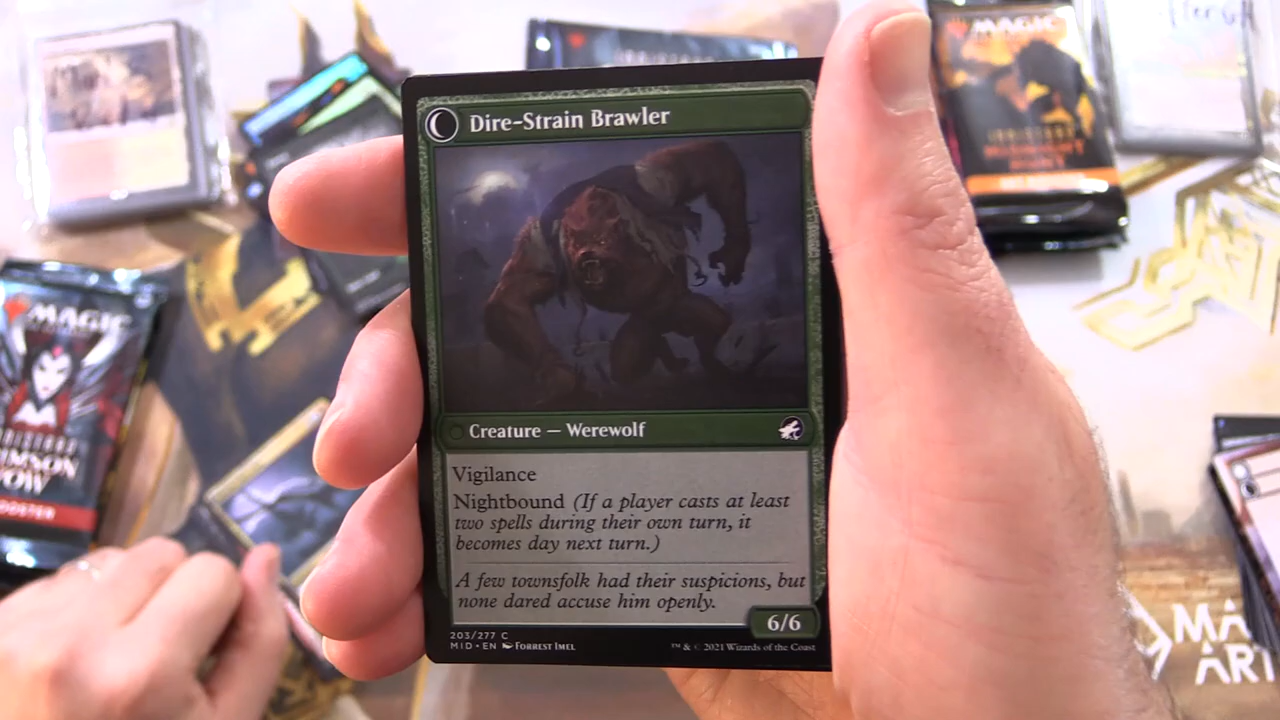 Dire-Strain Brawler
Creature — Werewolf
Vigilance
Nightbound (If a player casts at least
two spells during their own turn, it
becomes day next turn.)
A few townsfolk had their suspicions, but
none dared accuse him openly.
6/6
203/277 C
MID • EN FORREST IMEL
™ & © 2021 Wizards of the Coast
MAGIC
MAGIC